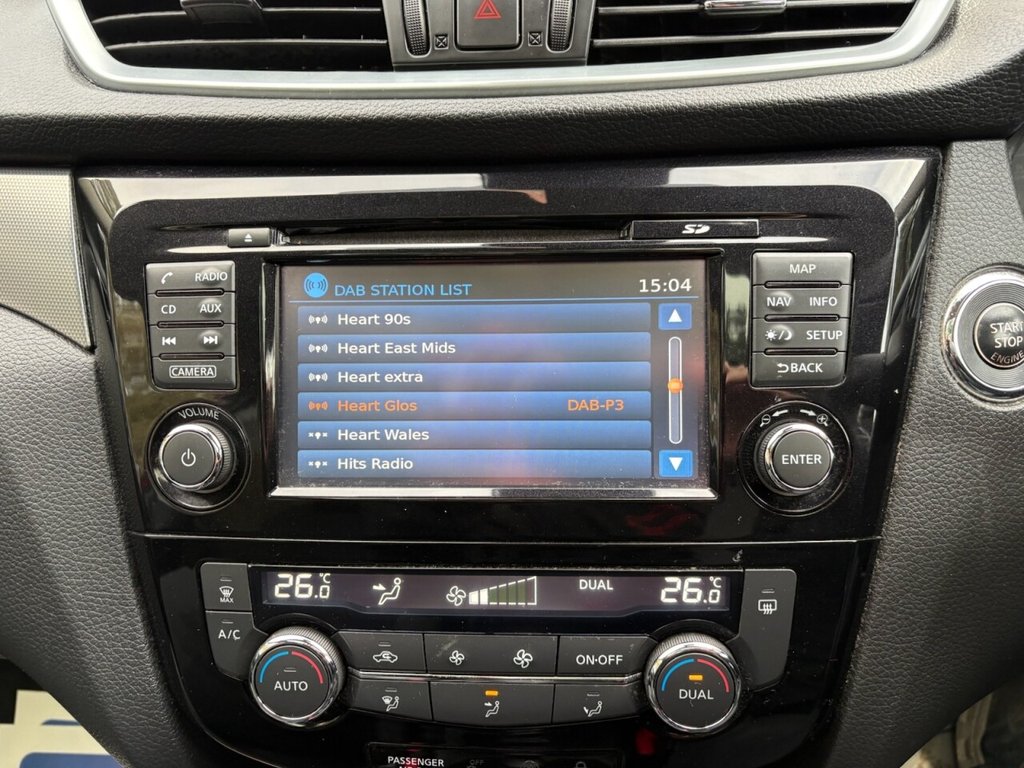 SD
RADIO
CD AUX
CAMERA
VOLUME
DAB STATION LIST 15:04
Heart 90s
Heart East Mids
Heart extra
Heart Glos DAB-P3
Heart Wales
Hits Radio
MAP
NAV INFO
SETUP
BACK
ENTER
START
STOP
ENGINE
26.0°C DUAL 26.0°C
MAX
A/C
AUTO
ON·OFF
DUAL
PASSENGER
OFF